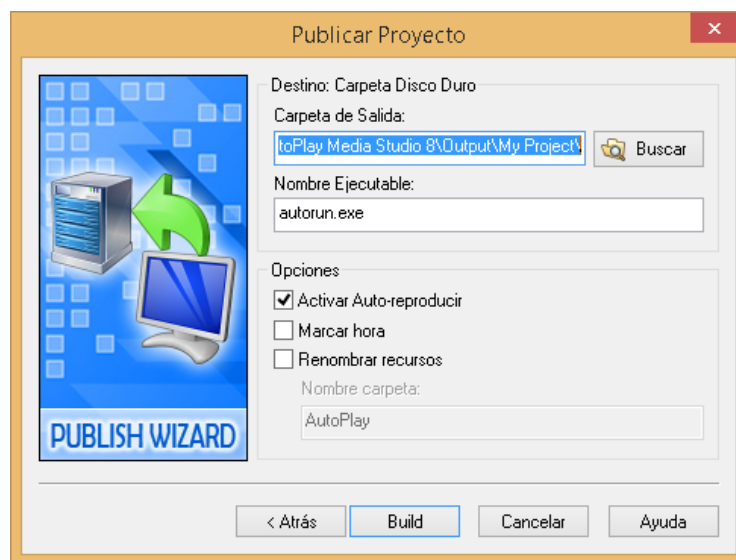 Publicar Proyecto
Destino: Carpeta Disco Duro
Carpeta de Salida:
toPlay Media Studio 8\Output\My Project\
Buscar
Nombre Ejecutable:
autorun.exe
Opciones
Activar Auto-reproducir
Marcar hora
Renombrar recursos
Nombre carpeta:
AutoPlay
PUBLISH WIZARD
< Atrás
Build
Cancelar
Ayuda